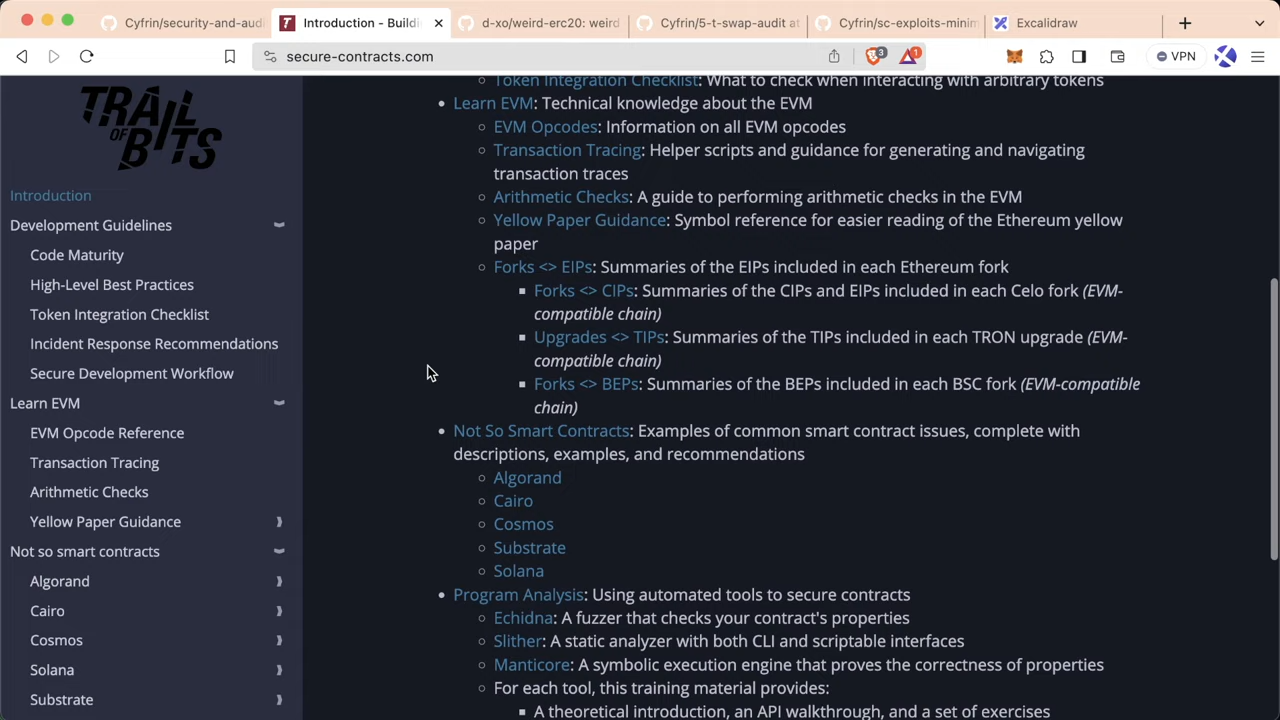 Cyfrin/security-and-audi
Introduction - Buildi
d-xo/weird-erc20: weird
Cyfrin/5-t-swap-audit at
Cyfrin/sc-exploits-minim
Excalidraw
secure-contracts.com
3
1
VPN
TRAIL
OF
BITS
Introduction
Development Guidelines
Code Maturity
High-Level Best Practices
Token Integration Checklist
Incident Response Recommendations
Secure Development Workflow
Learn EVM
EVM Opcode Reference
Transaction Tracing
Arithmetic Checks
Yellow Paper Guidance
Not so smart contracts
Algorand
Cairo
Cosmos
Solana
Substrate
Token Integration Checklist: What to check when interacting with arbitrary tokens
Learn EVM: Technical knowledge about the EVM
EVM Opcodes: Information on all EVM opcodes
Transaction Tracing: Helper scripts and guidance for generating and navigating
transaction traces
Arithmetic Checks: A guide to performing arithmetic checks in the EVM
Yellow Paper Guidance: Symbol reference for easier reading of the Ethereum yellow
paper
Forks <> EIPs: Summaries of the EIPs included in each Ethereum fork
Forks <> CIPs: Summaries of the CIPs and EIPs included in each Celo fork (EVM-
compatible chain)
Upgrades <> TIPs: Summaries of the TIPs included in each TRON upgrade (EVM-
compatible chain)
Forks <> BEPs: Summaries of the BEPs included in each BSC fork (EVM-compatible
chain)
Not So Smart Contracts: Examples of common smart contract issues, complete with
descriptions, examples, and recommendations
Algorand
Cairo
Cosmos
Substrate
Solana
Program Analysis: Using automated tools to secure contracts
Echidna: A fuzzer that checks your contract's properties
Slither: A static analyzer with both CLI and scriptable interfaces
Manticore: A symbolic execution engine that proves the correctness of properties
For each tool, this training material provides:
A theoretical introduction, an API walkthrough, and a set of exercises